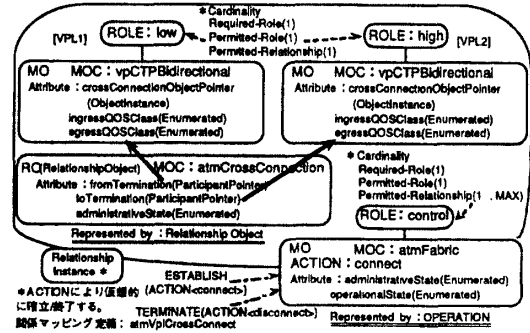 *Cardinality
Required-Role(1)
Permitted-Role(1)
Permitted-Relationship(1)
[VPL1]
ROLE: low
ROLE: high
[VPL2]
MO MOC：vpCTPBidirectional
Attribute：crossConnectionObjectPointer
(ObjectInstance)
ingressQOSClass(Enumerated)
egressQOSClass(Enumerated)
MO MOC：vpCTPBidirectional
Attribute：crossConnectionObjectPointer
(ObjectInstance)
ingressQOSClass(Enumerated)
egressQOSClass(Enumerated)
RO(RelationshipObject) MOC：atmCrossConnection
Attribute：fromTermination(ParticipantPointer)
toTermination(ParticipantPointer)
administrativeState(Enumerated)
Represented by：Relationship Object
*Cardinality
Required-Role(1)
Permitted-Role(1)
Permitted-Relationship(1 . MAX)
ROLE: control
MO MOC：atmFabric
ACTION：connect
Attribute：administrativeState(Enumerated)
operationalState(Enumerated)
Represented by：OPERATION
Relationship
Instance *
ESTABLISH
(ACTION<connect>)
TERMINATE(ACTION<disconnect>)
*ACTIONにより仮想的
に確立/終了する。
関係マッピング定義：atmVplCrossConnect